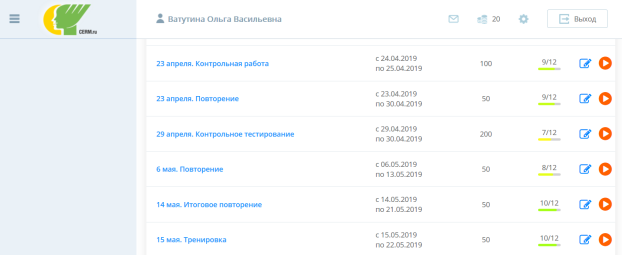 CERM.ru
Ватутина Ольга Васильевна
20
Выход
23 апреля. Контрольная работа
с 24.04.2019
по 25.04.2019
100
9/12
23 апреля. Повторение
с 23.04.2019
по 30.04.2019
50
9/12
29 апреля. Контрольное тестирование
с 29.04.2019
по 30.04.2019
200
7/12
6 мая. Повторение
с 06.05.2019
по 13.05.2019
50
8/12
14 мая. Итоговое повторение
с 14.05.2019
по 21.05.2019
50
10/12
15 мая. Тренировка
с 15.05.2019
по 22.05.2019
50
10/12